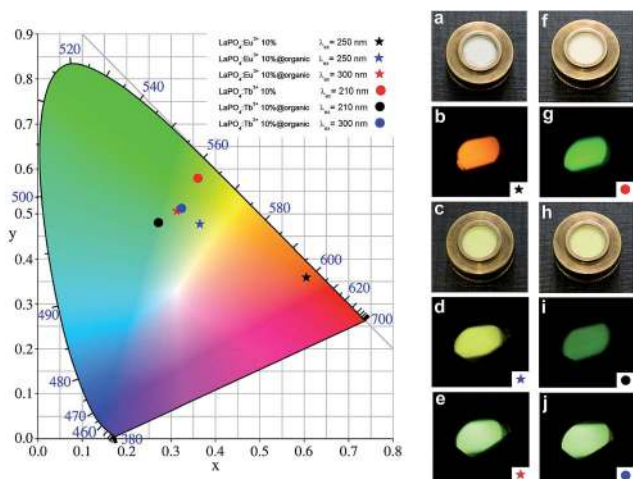 0.9
0.8
0.7
0.6
0.5
0.4
0.3
0.2
0.1
0.0
y
0.0 0.1 0.2 0.3 0.4 0.5 0.6 0.7 0.8
x
520
540
560
580
600
620
700
500
490
480
470
460
380
LaPO₄:Eu³⁺ 10% λex = 250 nm
LaPO₄:Eu³⁺ 10%@organic λex = 250 nm
LaPO₄:Eu³⁺ 10%@organic λex = 300 nm
LaPO₄:Tb³⁺ 10% λex = 210 nm
LaPO₄:Tb³⁺ 10%@organic λex = 210 nm
LaPO₄:Tb³⁺ 10%@organic λex = 300 nm
a f
b g
c h
d i
e j